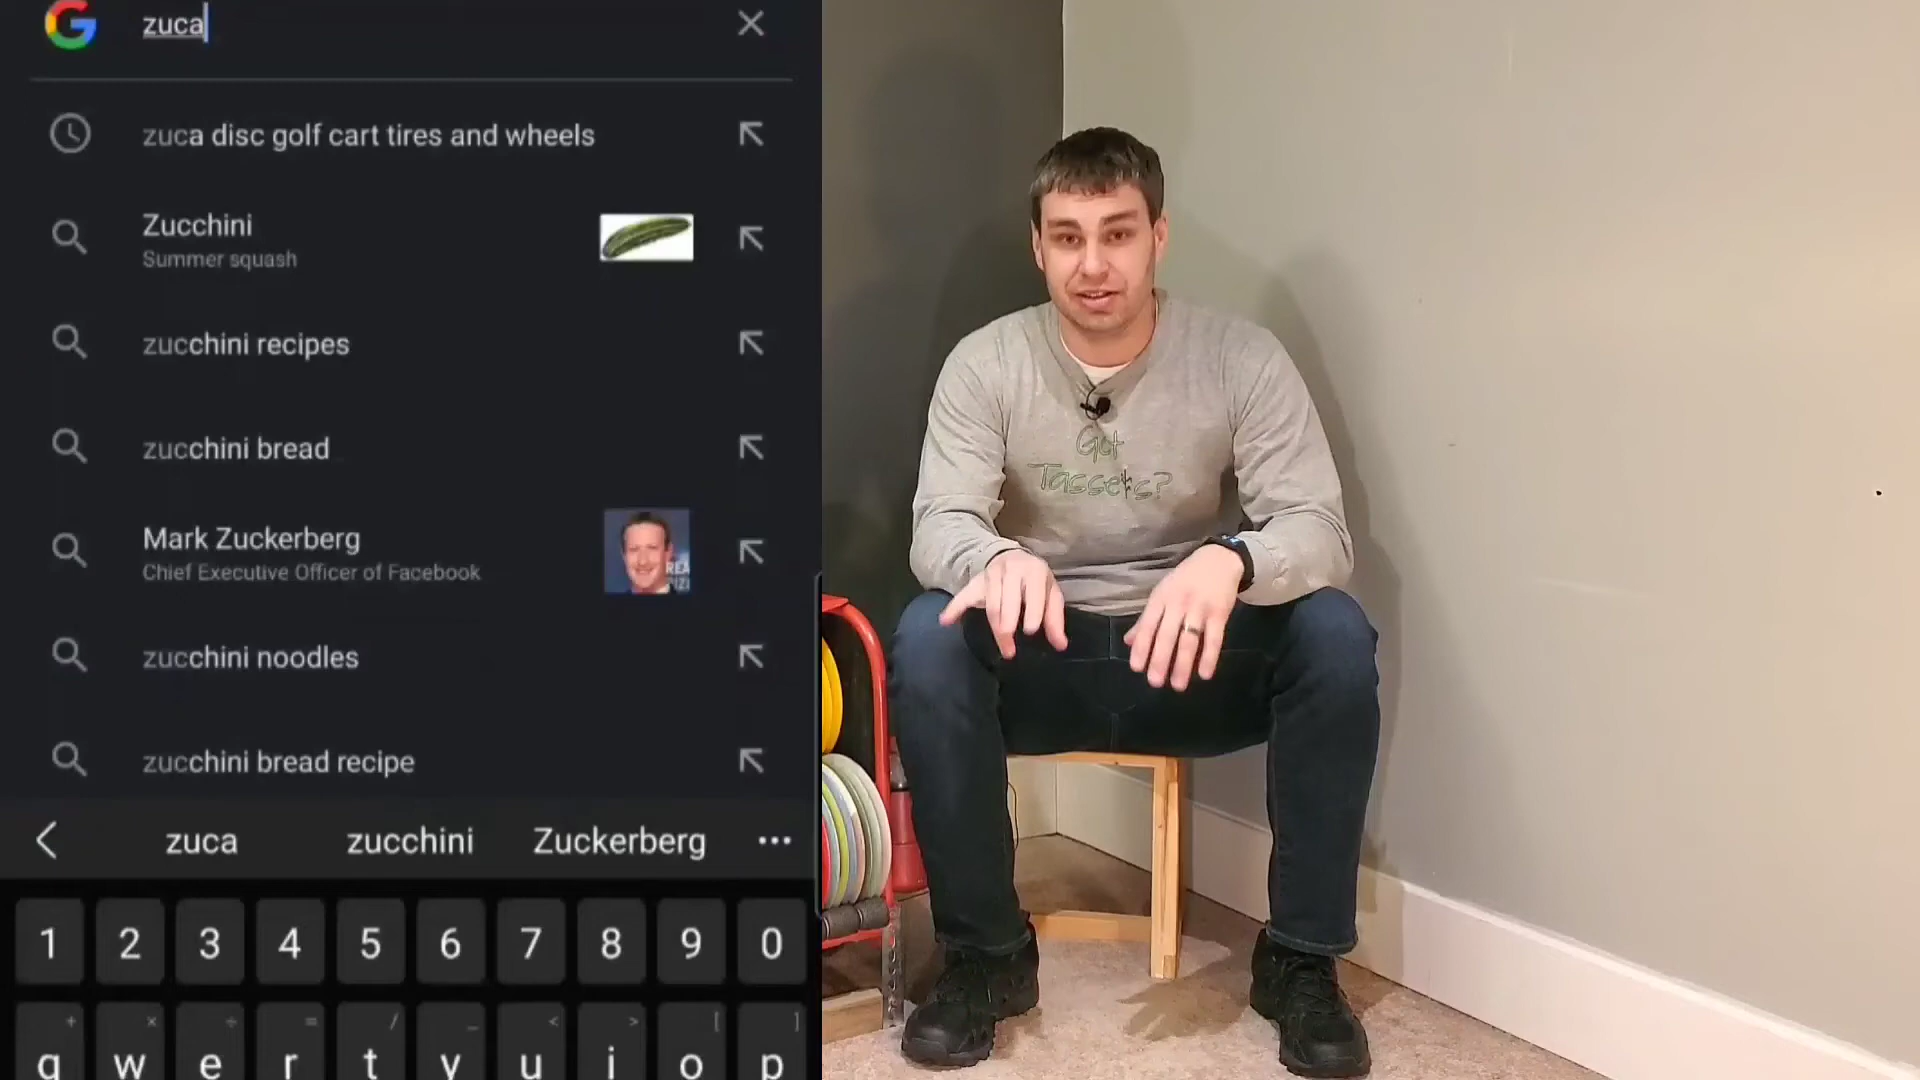 zuca
zuca disc golf cart tires and wheels
Zucchini
Summer squash
zucchini recipes
zucchini bread
Mark Zuckerberg
Chief Executive Officer of Facebook
zucchini noodles
zucchini bread recipe
zuca zucchini Zuckerberg ...
1 2 3 4 5 6 7 8 9 0
+ × ÷ = / _ < > [ ]
q w e r t y u i o p
Got
Tassels?